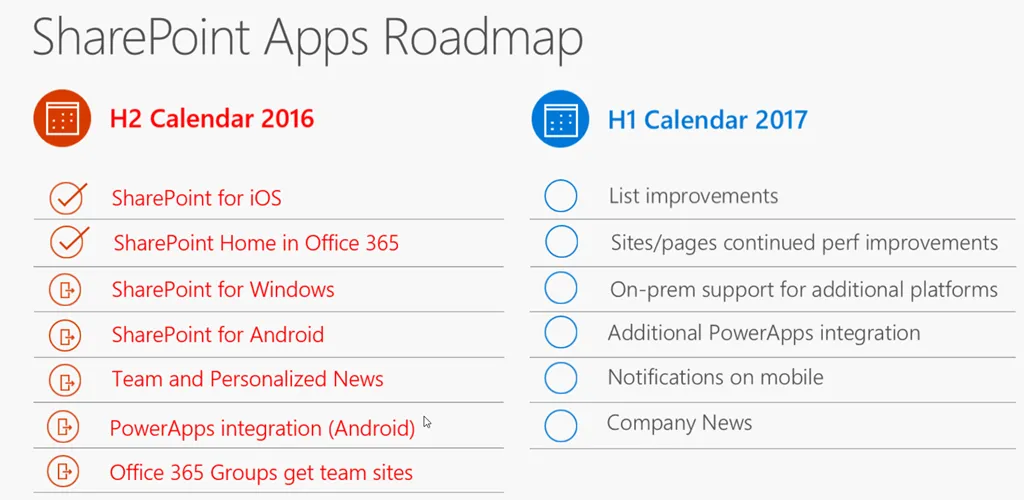 SharePoint Apps Roadmap
H2 Calendar 2016
SharePoint for iOS
SharePoint Home in Office 365
SharePoint for Windows
SharePoint for Android
Team and Personalized News
PowerApps integration (Android)
Office 365 Groups get team sites
H1 Calendar 2017
List improvements
Sites/pages continued perf improvements
On-prem support for additional platforms
Additional PowerApps integration
Notifications on mobile
Company News